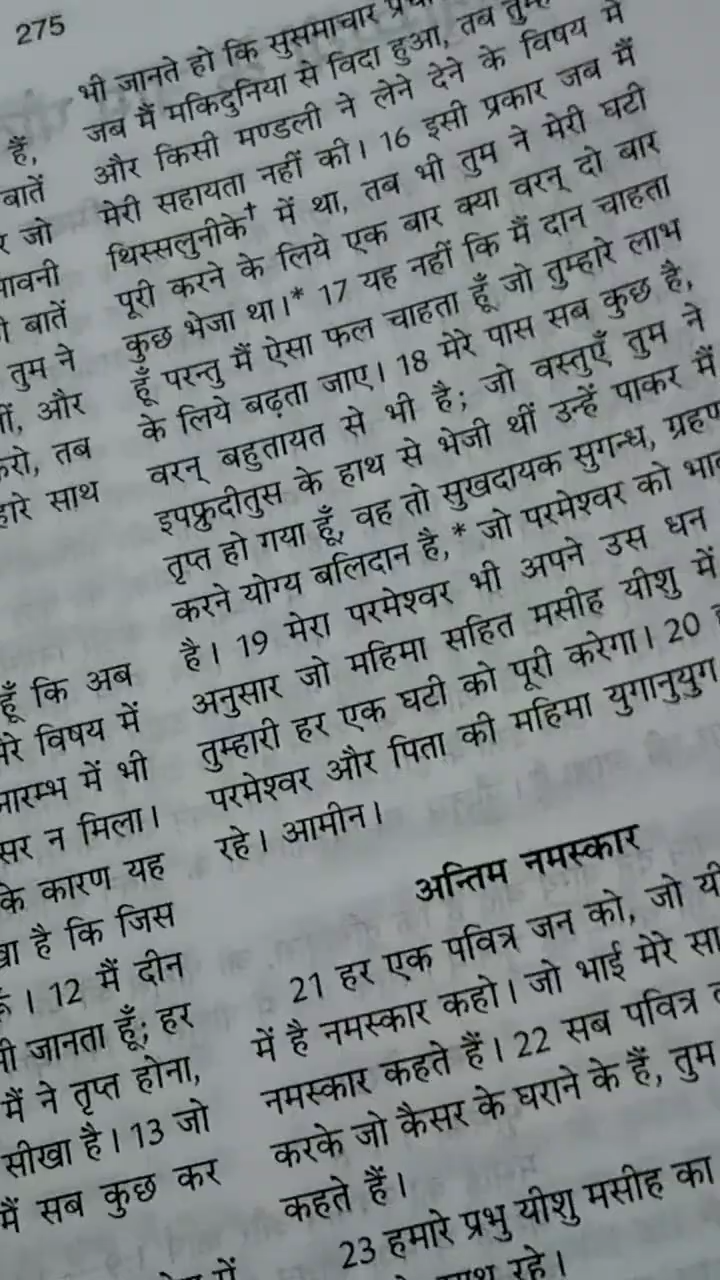 275
हैं,
बातें
जो
बातें
तुम ने
और
तब
साथ
हूँ कि अब
विषय में
में भी
न मिला।
के कारण यह
है कि जिस
। 12 मैं दीन
जानता हूँ; हर
मैं ने तृप्त होना,
सीखा है। 13 जो
मैं सब कुछ कर
में
भी जानते हो कि सुसमाचार
जब मैं मकिदुनिया से विदा हुआ, तब
और किसी मण्डली ने लेने देने के विषय में
मेरी सहायता नहीं की। 16 इसी प्रकार जब मैं
थिस्सलुनीके† में था, तब भी तुम ने मेरी घटी
पूरी करने के लिये एक बार क्या वरन् दो बार
कुछ भेजा था।* 17 यह नहीं कि मैं दान चाहता
हूँ परन्तु मैं ऐसा फल चाहता हूँ जो तुम्हारे लाभ
के लिये बढ़ता जाए। 18 मेरे पास सब कुछ है,
वरन् बहुतायत से भी है; जो वस्तुएँ तुम ने
इपफ्रुदीतुस के हाथ से भेजी थीं उन्हें पाकर मैं
तृप्त हो गया हूँ, वह तो सुखदायक सुगन्ध, ग्रहण
करने योग्य बलिदान है,* जो परमेश्वर को
है। 19 मेरा परमेश्वर भी अपने उस धन
अनुसार जो महिमा सहित मसीह यीशु में
तुम्हारी हर एक घटी को पूरी करेगा। 20
परमेश्वर और पिता की महिमा युगानुयुग
रहे। आमीन।
अन्तिम नमस्कार
21 हर एक पवित्र जन को, जो
में है नमस्कार कहो। जो भाई मेरे
नमस्कार कहते हैं। 22 सब पवित्र
करके जो कैसर के घराने के हैं, तुम
कहते हैं।
23 हमारे प्रभु यीशु मसीह का
रहे।